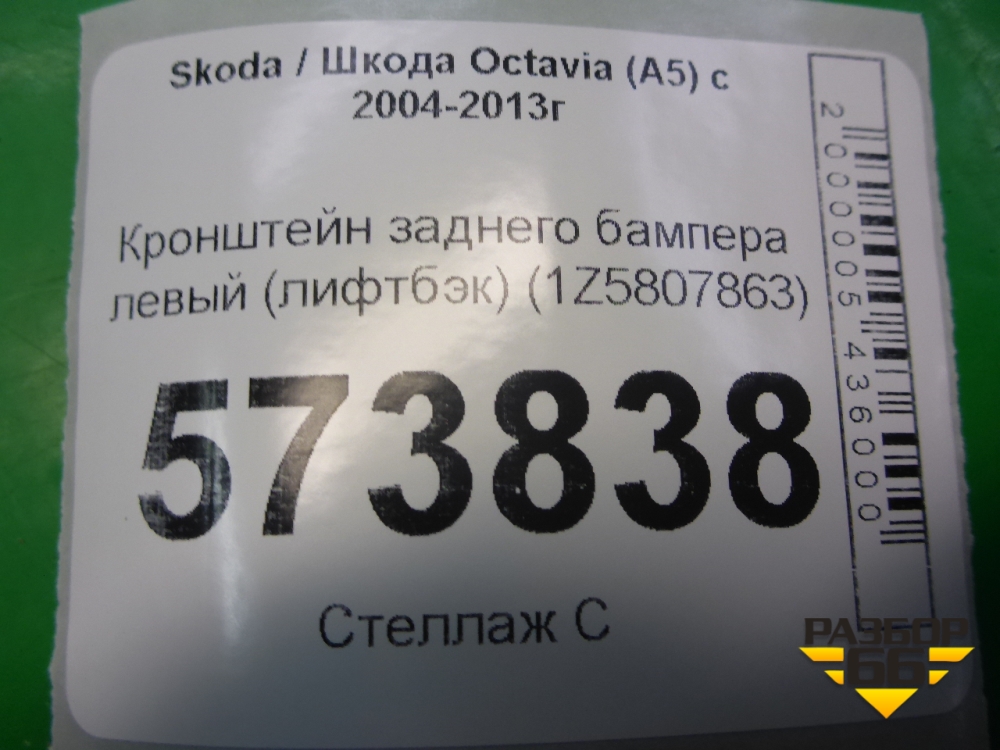 Skoda / Шкода Octavia (A5) с
2004-2013г
Кронштейн заднего бампера
левый (лифтбэк) (1Z5807863)
573838
Стеллаж С
2000005436000
РАЗБОР
66